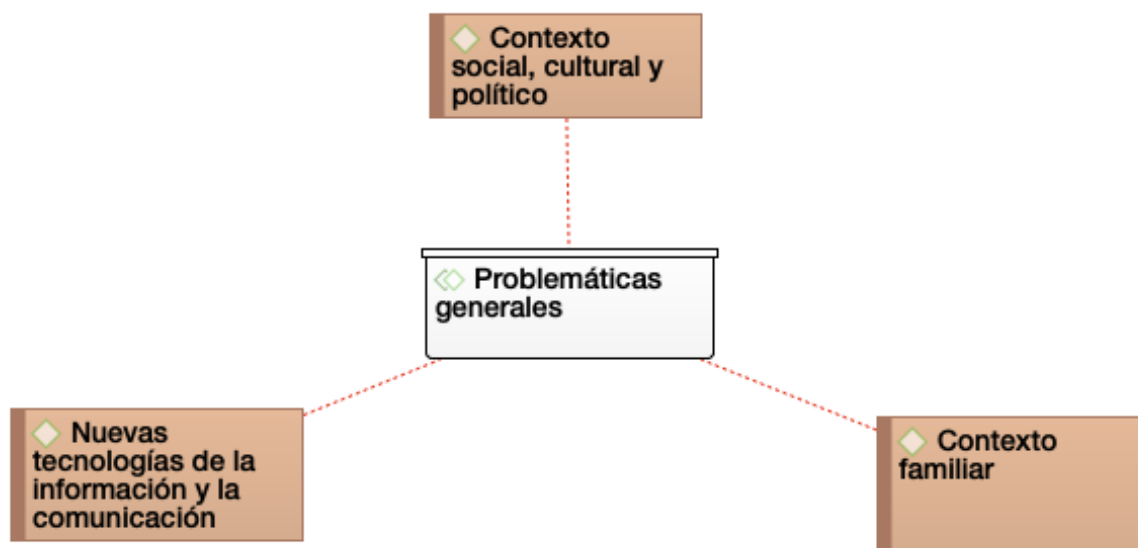 Contexto
social, cultural y
político
Problemáticas
generales
Nuevas
tecnologías de la
información y la
comunicación
Contexto
familiar